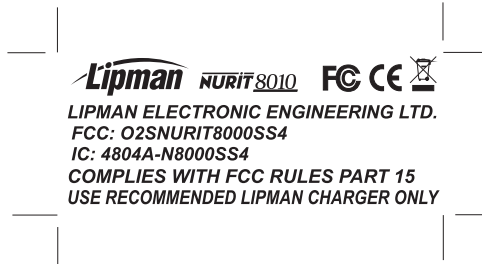 Lipman NURIT 8010 FC CE
LIPMAN ELECTRONIC ENGINEERING LTD.
FCC: O2SNURIT8000SS4
IC: 4804A-N8000SS4
COMPLIES WITH FCC RULES PART 15
USE RECOMMENDED LIPMAN CHARGER ONLY